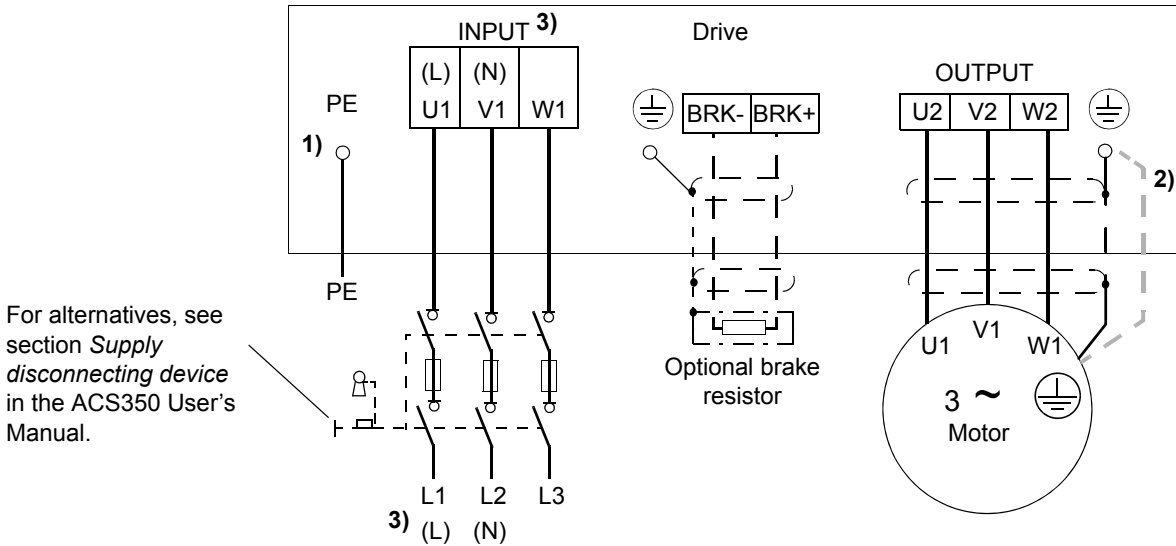 INPUT 3)
Drive
(L) (N)
U1 V1 W1
PE
1)
BRK- BRK+
OUTPUT
U2 V2 W2
2)
PE
For alternatives, see
section Supply
disconnecting device
in the ACS350 User's
Manual.
Optional brake
resistor
U1 V1 W1
3 ~
Motor
L1 L2 L3
3) (L) (N)